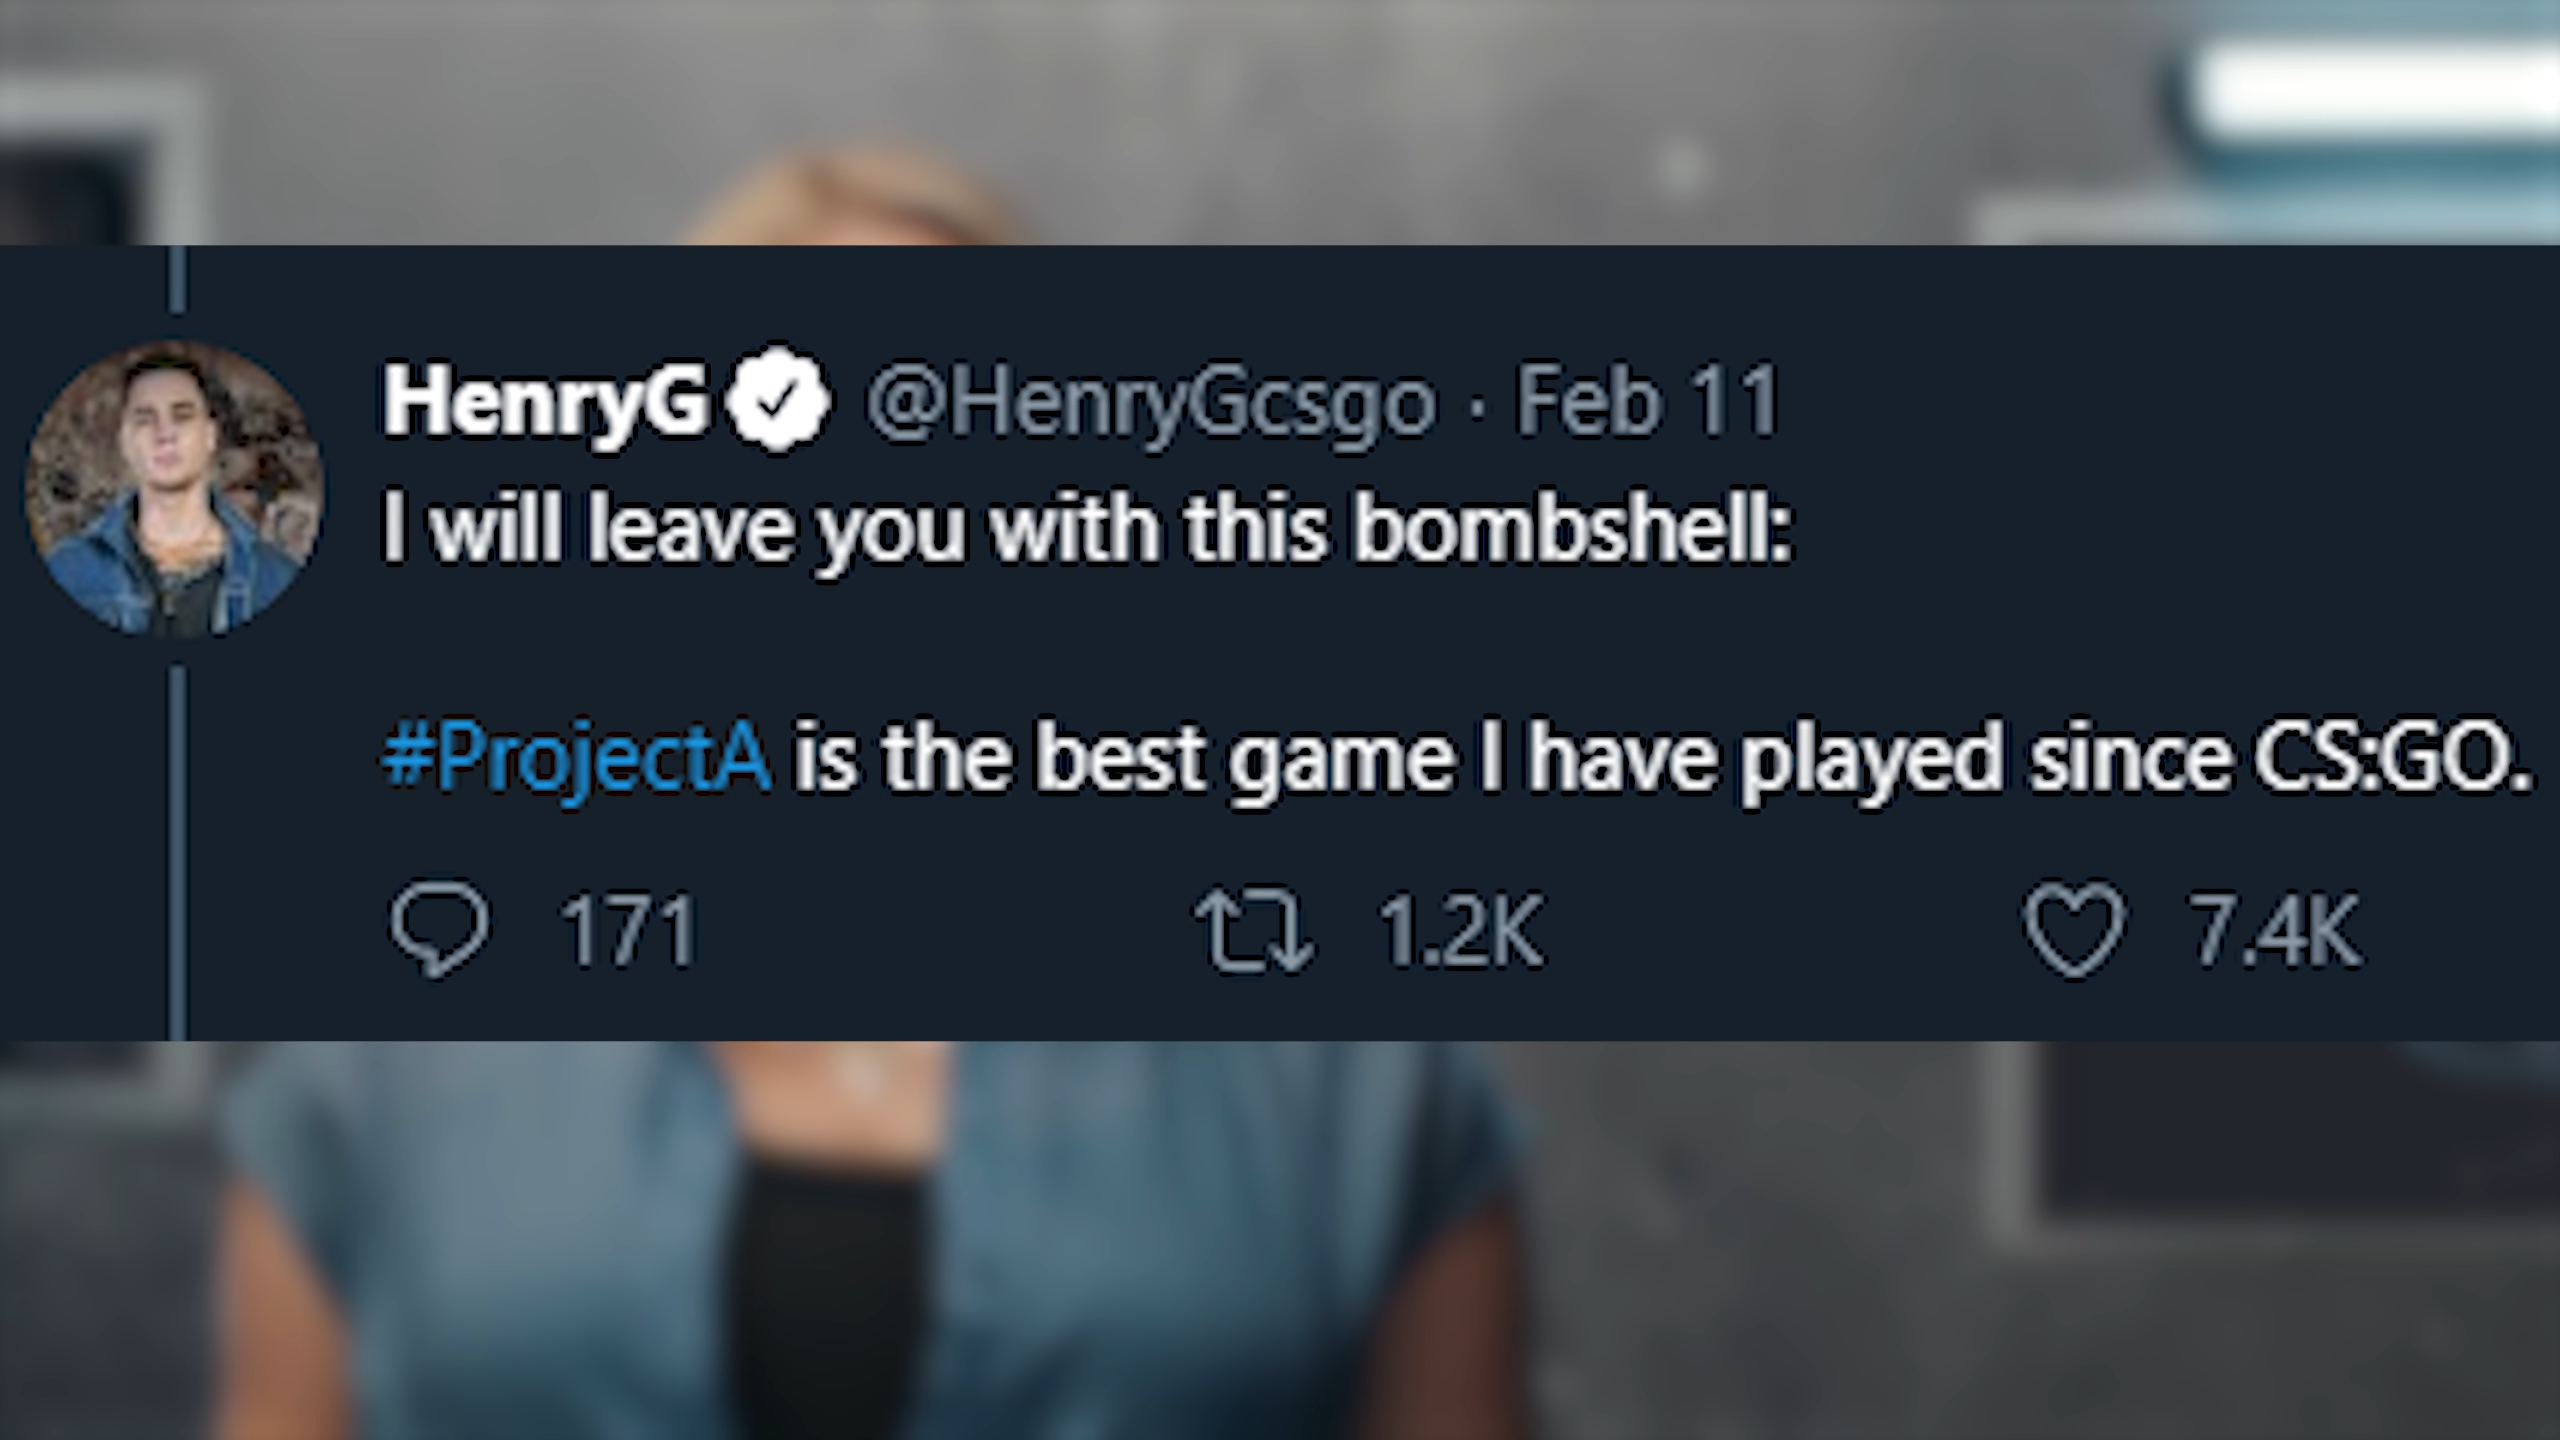 HenryG @HenryGcsgo · Feb 11
I will leave you with this bombshell:
#ProjectA is the best game I have played since CS:GO.
171 1.2K 7.4K